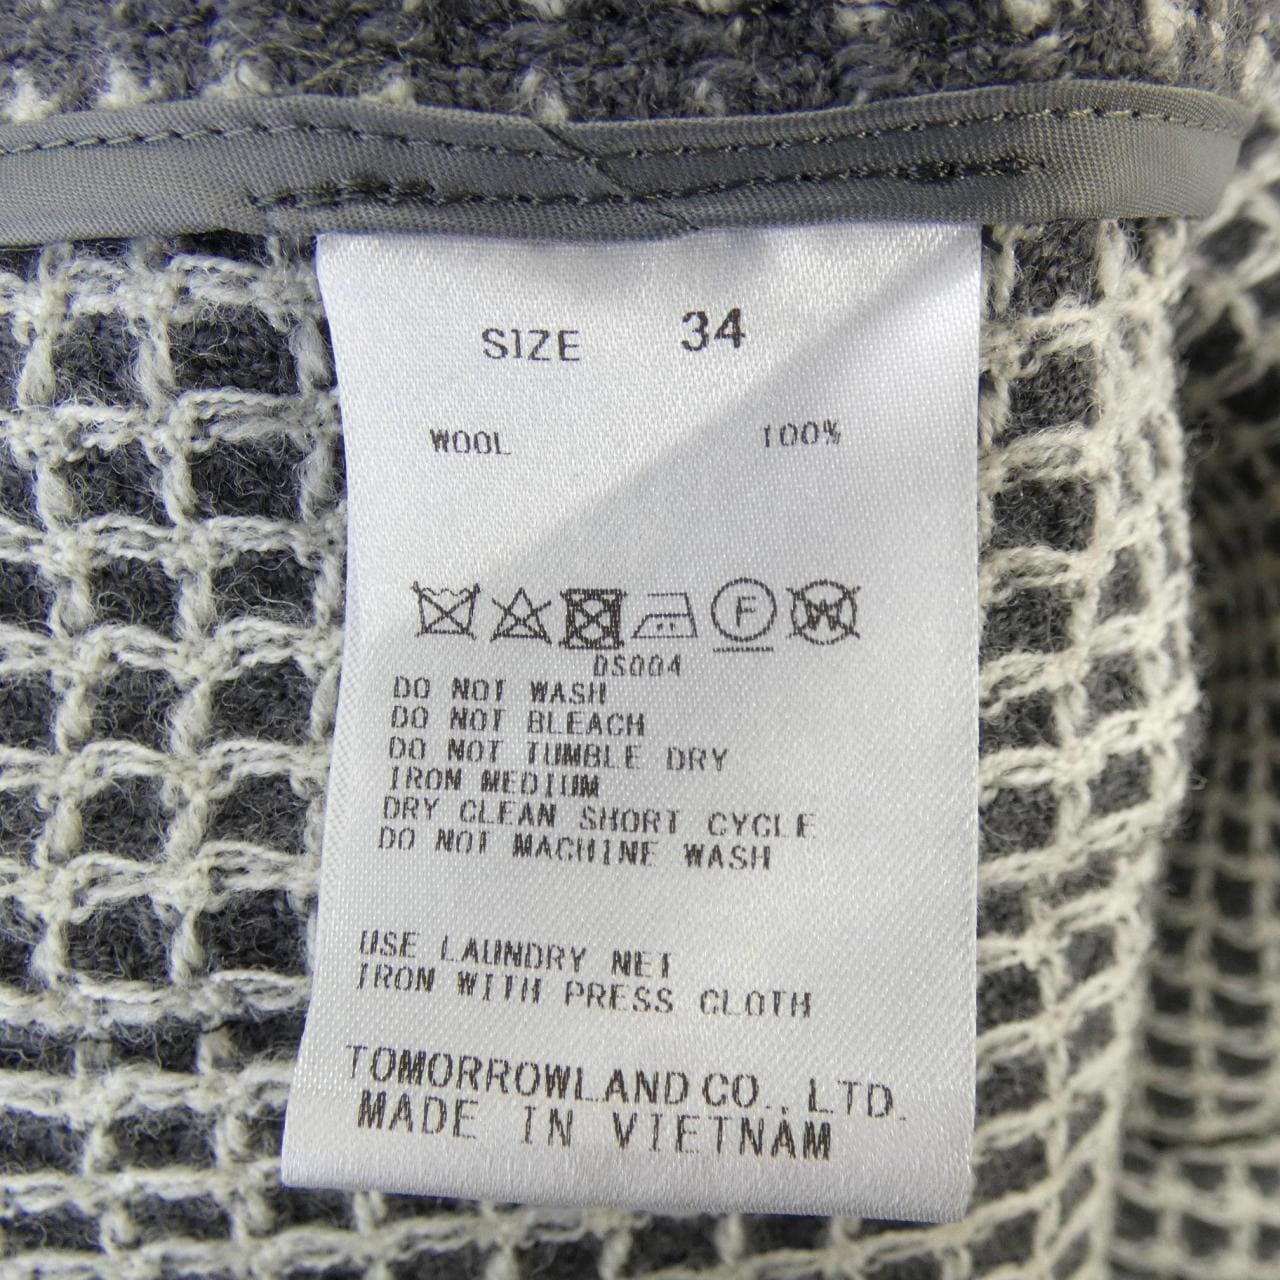 SIZE 34
WOOL 100%
F W
DS004
DO NOT WASH
DO NOT BLEACH
DO NOT TUMBLE DRY
IRON MEDIUM
DRY CLEAN SHORT CYCLE
DO NOT MACHINE WASH
USE LAUNDRY NET
IRON WITH PRESS CLOTH
TOMORROWLAND CO., LTD.
MADE IN VIETNAM